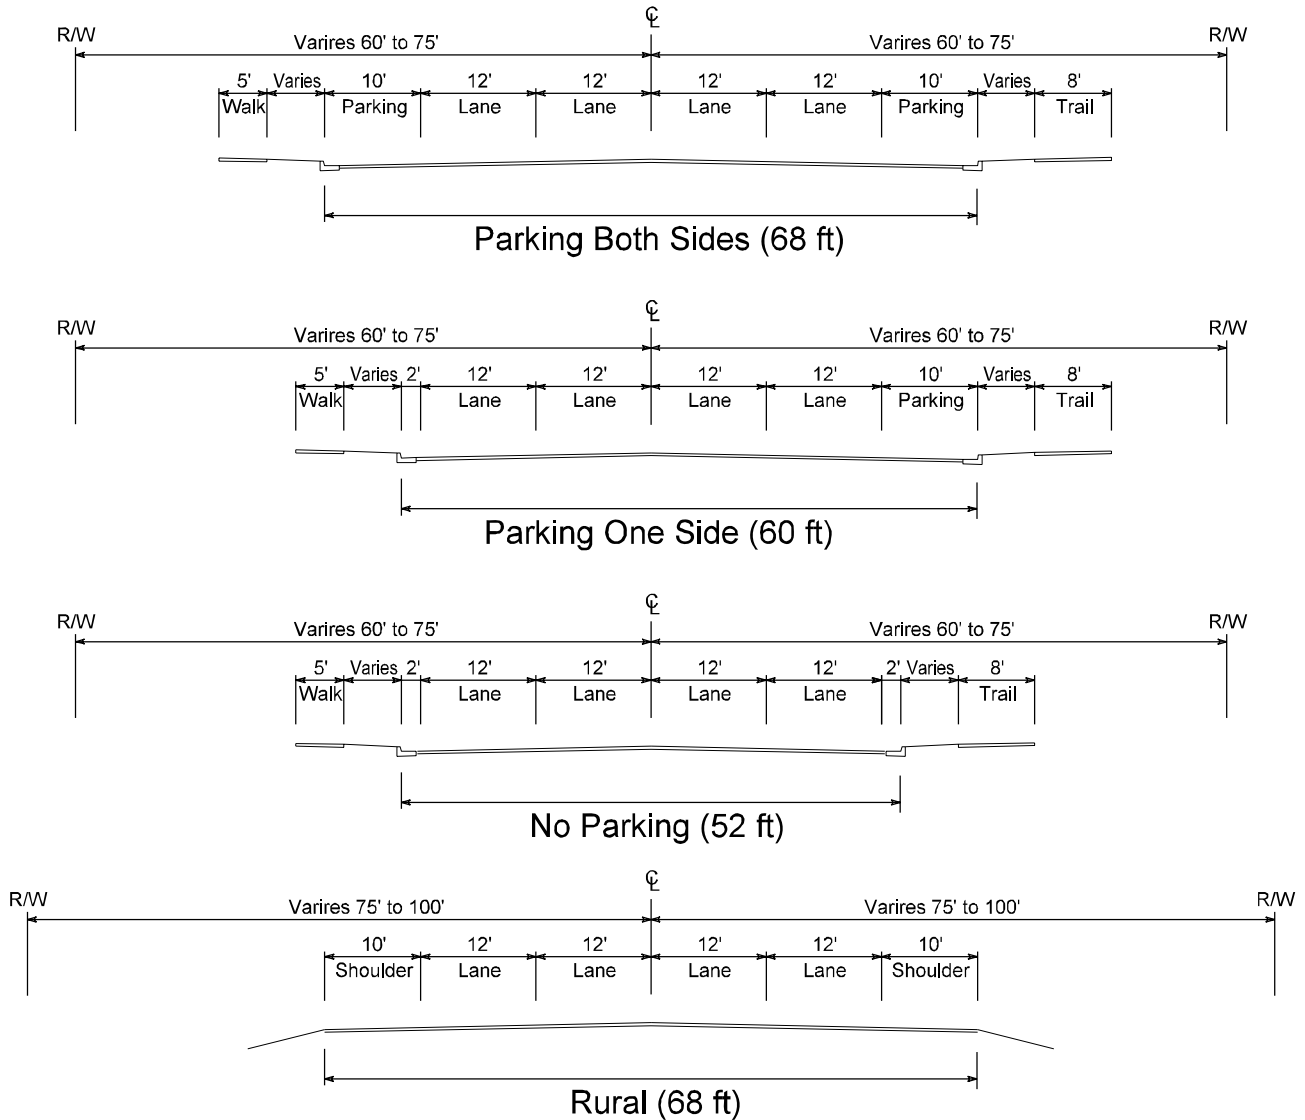 ℄
R/W Varires 60' to 75' Varires 60' to 75' R/W
5' Varies 10' 12' 12' 12' 12' 10' Varies 8'
Walk Parking Lane Lane Lane Lane Parking Trail
Parking Both Sides (68 ft)
℄
R/W Varires 60' to 75' Varires 60' to 75' R/W
5' Varies 2' 12' 12' 12' 12' 10' Varies 8'
Walk Lane Lane Lane Lane Parking Trail
Parking One Side (60 ft)
℄
R/W Varires 60' to 75' Varires 60' to 75' R/W
5' Varies 2' 12' 12' 12' 12' 2' Varies 8'
Walk Lane Lane Lane Lane Trail
No Parking (52 ft)
℄
R/W Varires 75' to 100' Varires 75' to 100' R/W
10' 12' 12' 12' 12' 10'
Shoulder Lane Lane Lane Lane Shoulder
Rural (68 ft)